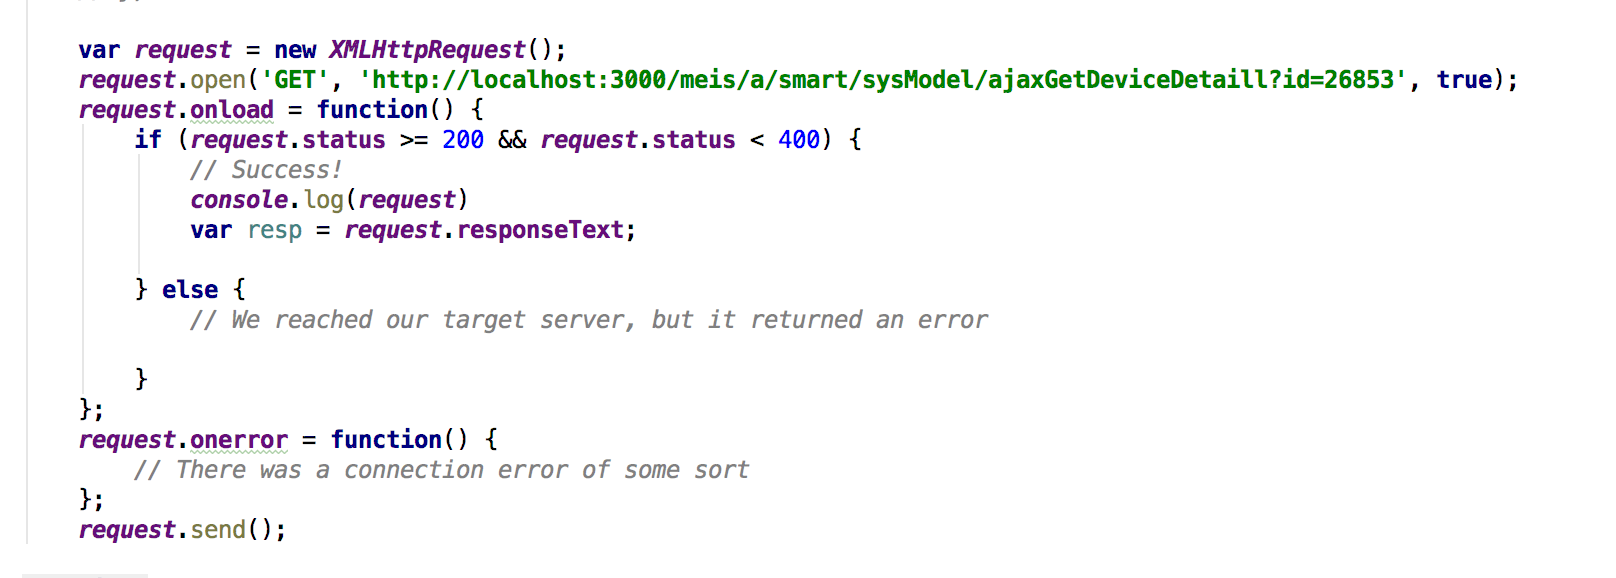 var request = new XMLHttpRequest();
request.open('GET', 'http://localhost:3000/meis/a/smart/sysModel/ajaxGetDeviceDetaill?id=26853', true);
request.onload = function() {
if (request.status >= 200 && request.status < 400) {
// Success!
console.log(request)
var resp = request.responseText;
} else {
// We reached our target server, but it returned an error
}
};
request.onerror = function() {
// There was a connection error of some sort
};
request.send();